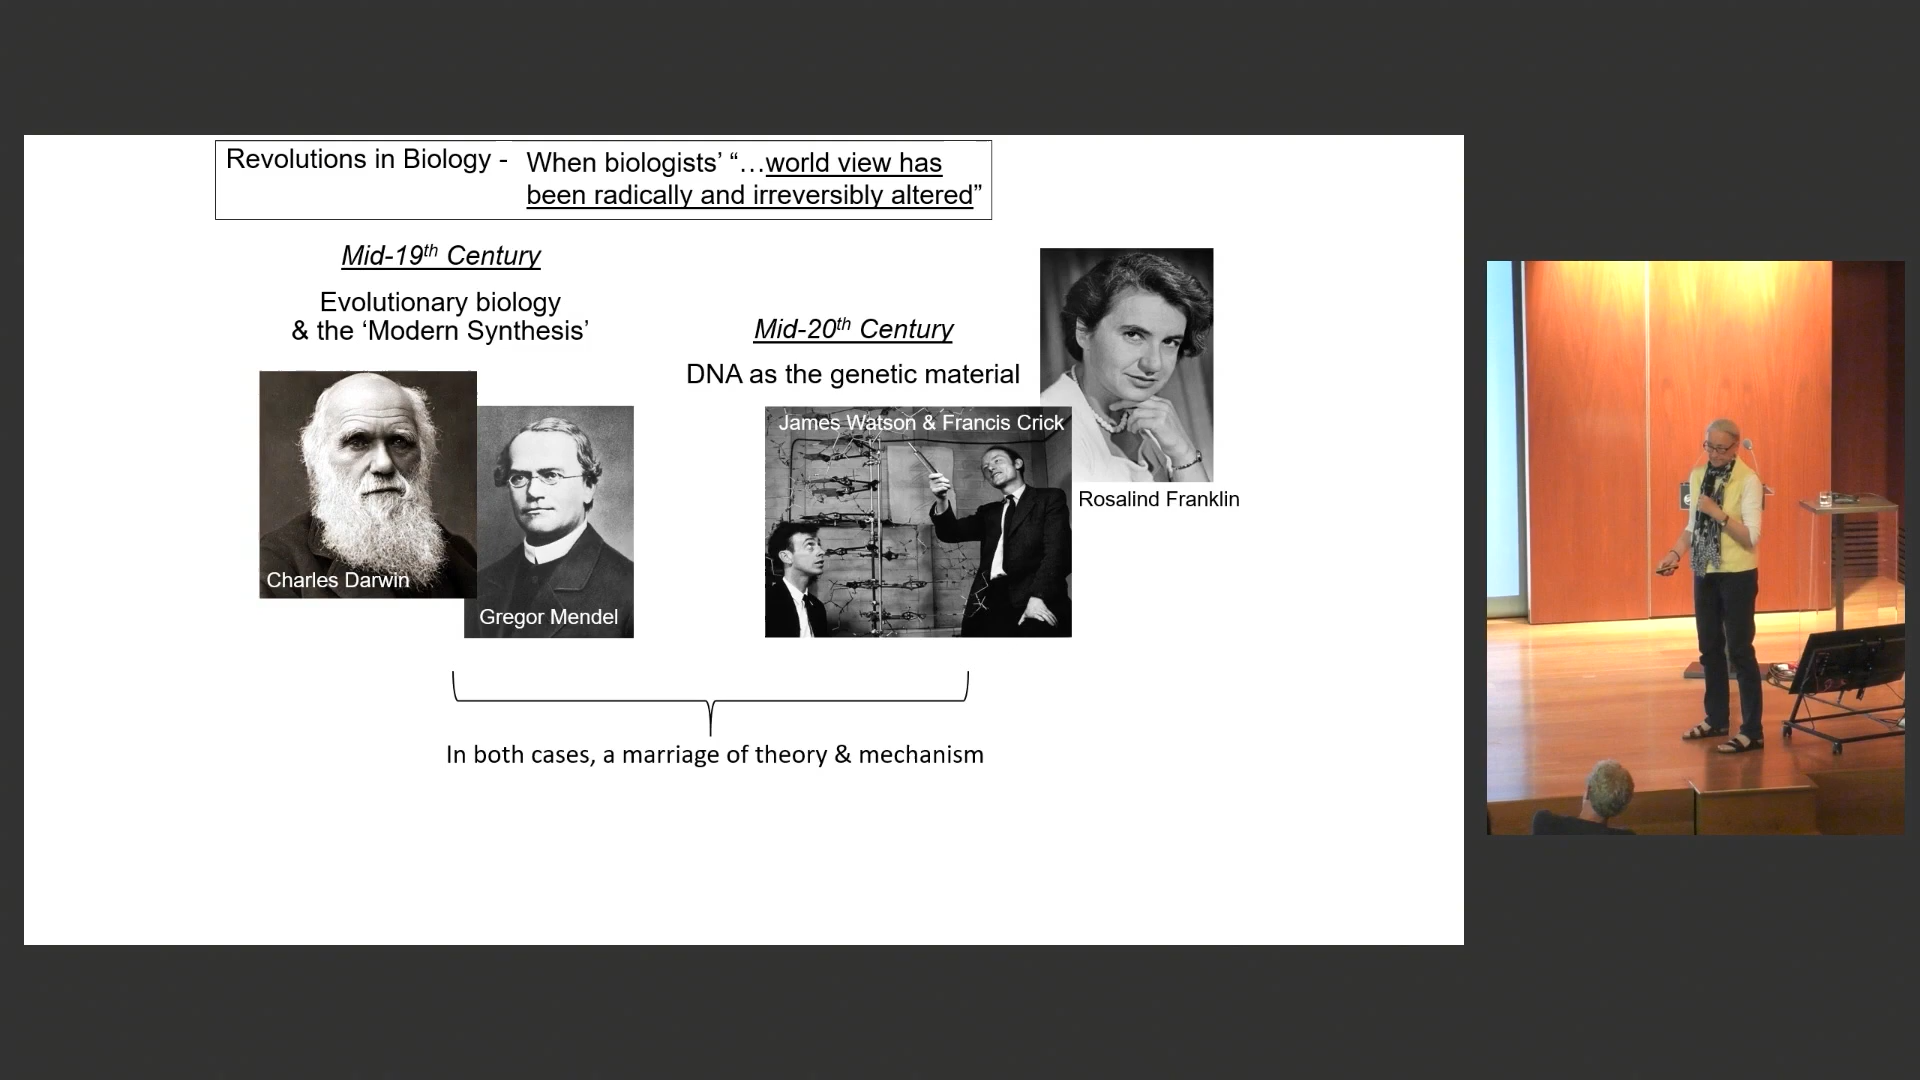 Revolutions in Biology -
When biologists’ “…world view has
been radically and irreversibly altered”
Mid-19th Century
Evolutionary biology
& the ‘Modern Synthesis’
Charles Darwin
Gregor Mendel
Mid-20th Century
DNA as the genetic material
James Watson & Francis Crick
Rosalind Franklin
In both cases, a marriage of theory & mechanism